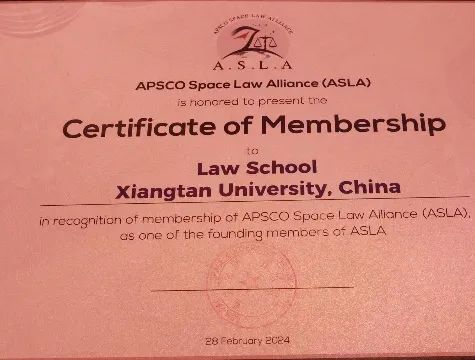 APSCO SPACE LAW ALLIANCE
A.S.L.A
APSCO Space Law Alliance (ASLA)
is honored to present the
Certificate of Membership
to
Law School
Xiangtan University, China
in recognition of membership of APSCO Space Law Alliance (ASLA),
as one of the founding members of ASLA
28 February 2024